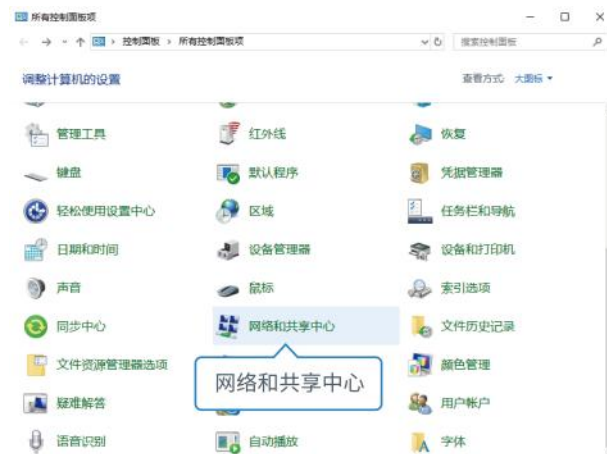 所有控制面板项
控制面板 › 所有控制面板项
搜索控制面板
调整计算机的设置
查看方式: 大图标
管理工具
红外线
恢复
键盘
默认程序
凭据管理器
轻松使用设置中心
区域
任务栏和导航
日期和时间
设备管理器
设备和打印机
声音
鼠标
索引选项
同步中心
网络和共享中心
文件历史记录
文件资源管理器选项
网络和共享中心
颜色管理
疑难解答
用户帐户
语音识别
自动播放
字体